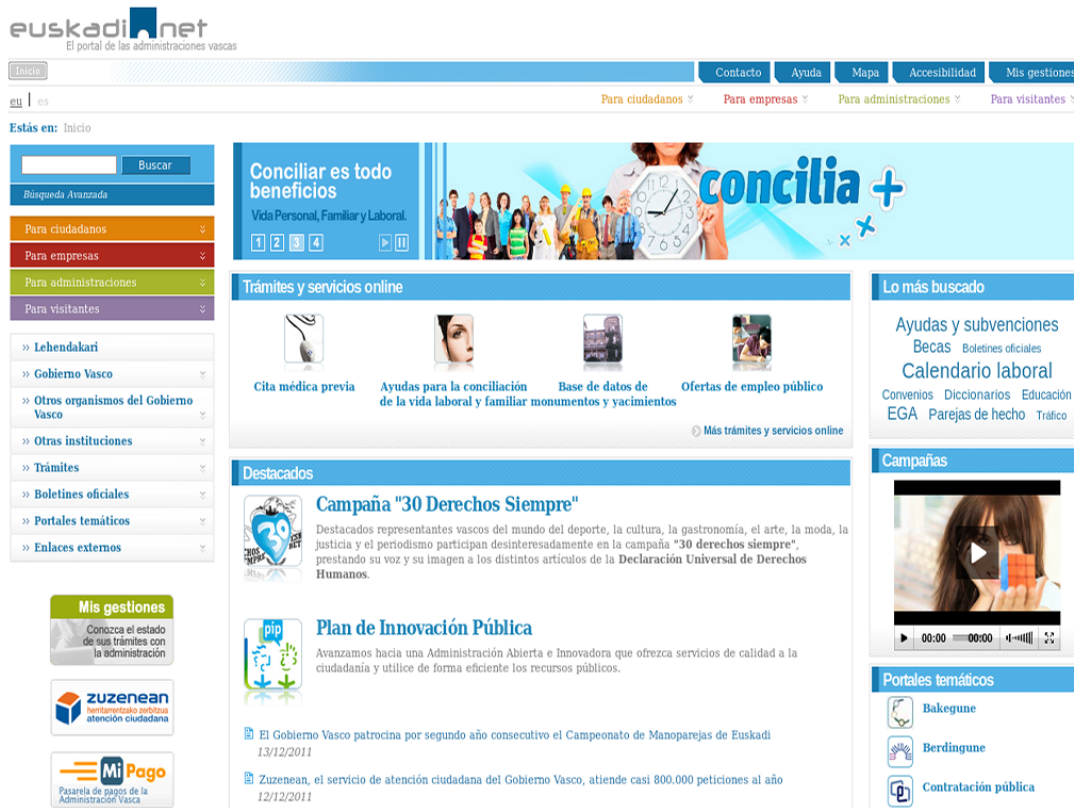 euskadi.net
El portal de las administraciones vascas
Inicio
Contacto
Ayuda
Mapa
Accesibilidad
Mis gestiones
eu | es
Para ciudadanos
Para empresas
Para administraciones
Para visitantes
Estás en: Inicio
Buscar
Búsqueda Avanzada
Para ciudadanos
Para empresas
Para administraciones
Para visitantes
Lehendakari
Gobierno Vasco
Otros organismos del Gobierno
Vasco
Otras instituciones
Trámites
Boletines oficiales
Portales temáticos
Enlaces externos
Mis gestiones
Conozca el estado
de sus trámites con
la administración
zuzenean
herritarrentzako zerbitzua
atención ciudadana
Mi Pago
Pasarela de pagos de la
Administración Vasca
Conciliar es todo
beneficios
Vida Personal, Familiar y Laboral.
1 2 3 4
concilia +
Trámites y servicios online
Cita médica previa
Ayudas para la conciliación
de la vida laboral y familiar
Base de datos de
monumentos y yacimientos
Ofertas de empleo público
Más trámites y servicios online
Destacados
Campaña "30 Derechos Siempre"
Destacados representantes vascos del mundo del deporte, la cultura, la gastronomía, el arte, la moda, la
justicia y el periodismo participan desinteresadamente en la campaña "30 derechos siempre",
prestando su voz y su imagen a los distintos artículos de la Declaración Universal de Derechos
Humanos.
pip
Plan de Innovación Pública
Avanzamos hacia una Administración Abierta e Innovadora que ofrezca servicios de calidad a la
ciudadanía y utilice de forma eficiente los recursos públicos.
El Gobierno Vasco patrocina por segundo año consecutivo el Campeonato de Manoparejas de Euskadi
13/12/2011
Zuzenean, el servicio de atención ciudadana del Gobierno Vasco, atiende casi 800.000 peticiones al año
12/12/2011
Lo más buscado
Ayudas y subvenciones
Becas Boletines oficiales
Calendario laboral
Convenios Diccionarios Educación
EGA Parejas de hecho Tráfico
Campañas
00:00 00:00
Portales temáticos
Bakegune
Berdingune
Contratación pública